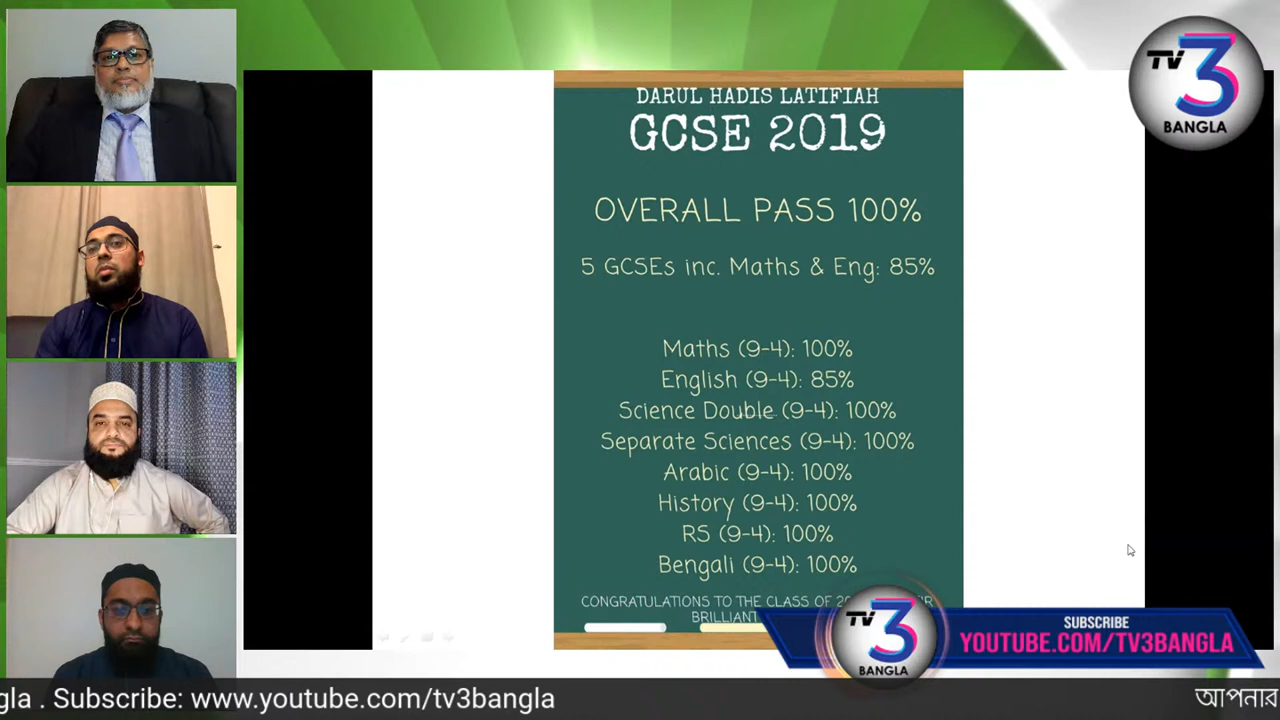 TV3
BANGLA
DARUL HADIS LATIFIAH
GCSE 2019
OVERALL PASS 100%
5 GCSEs inc. Maths & Eng: 85%
Maths (9-4): 100%
English (9-4): 85%
Science Double (9-4): 100%
Separate Sciences (9-4): 100%
Arabic (9-4): 100%
History (9-4): 100%
RS (9-4): 100%
Bengali (9-4): 100%
CONGRATULATIONS TO THE CLASS OF
BRILLIANT
TV3
BANGLA
SUBSCRIBE
YOUTUBE.COM/TV3BANGLA
gla . Subscribe: www.youtube.com/tv3bangla আপনার